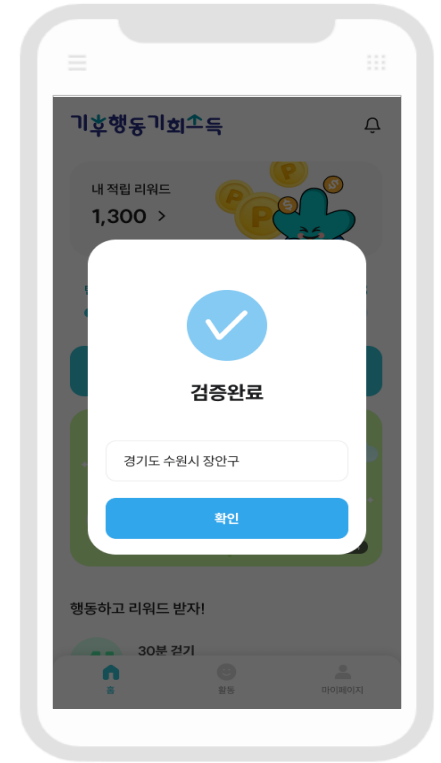 기후행동기회소득
내 적립 리워드
1,300 >
검증완료
경기도 수원시 장안구
확인
행동하고 리워드 받자!
30분 걷기
홈
활동
마이페이지